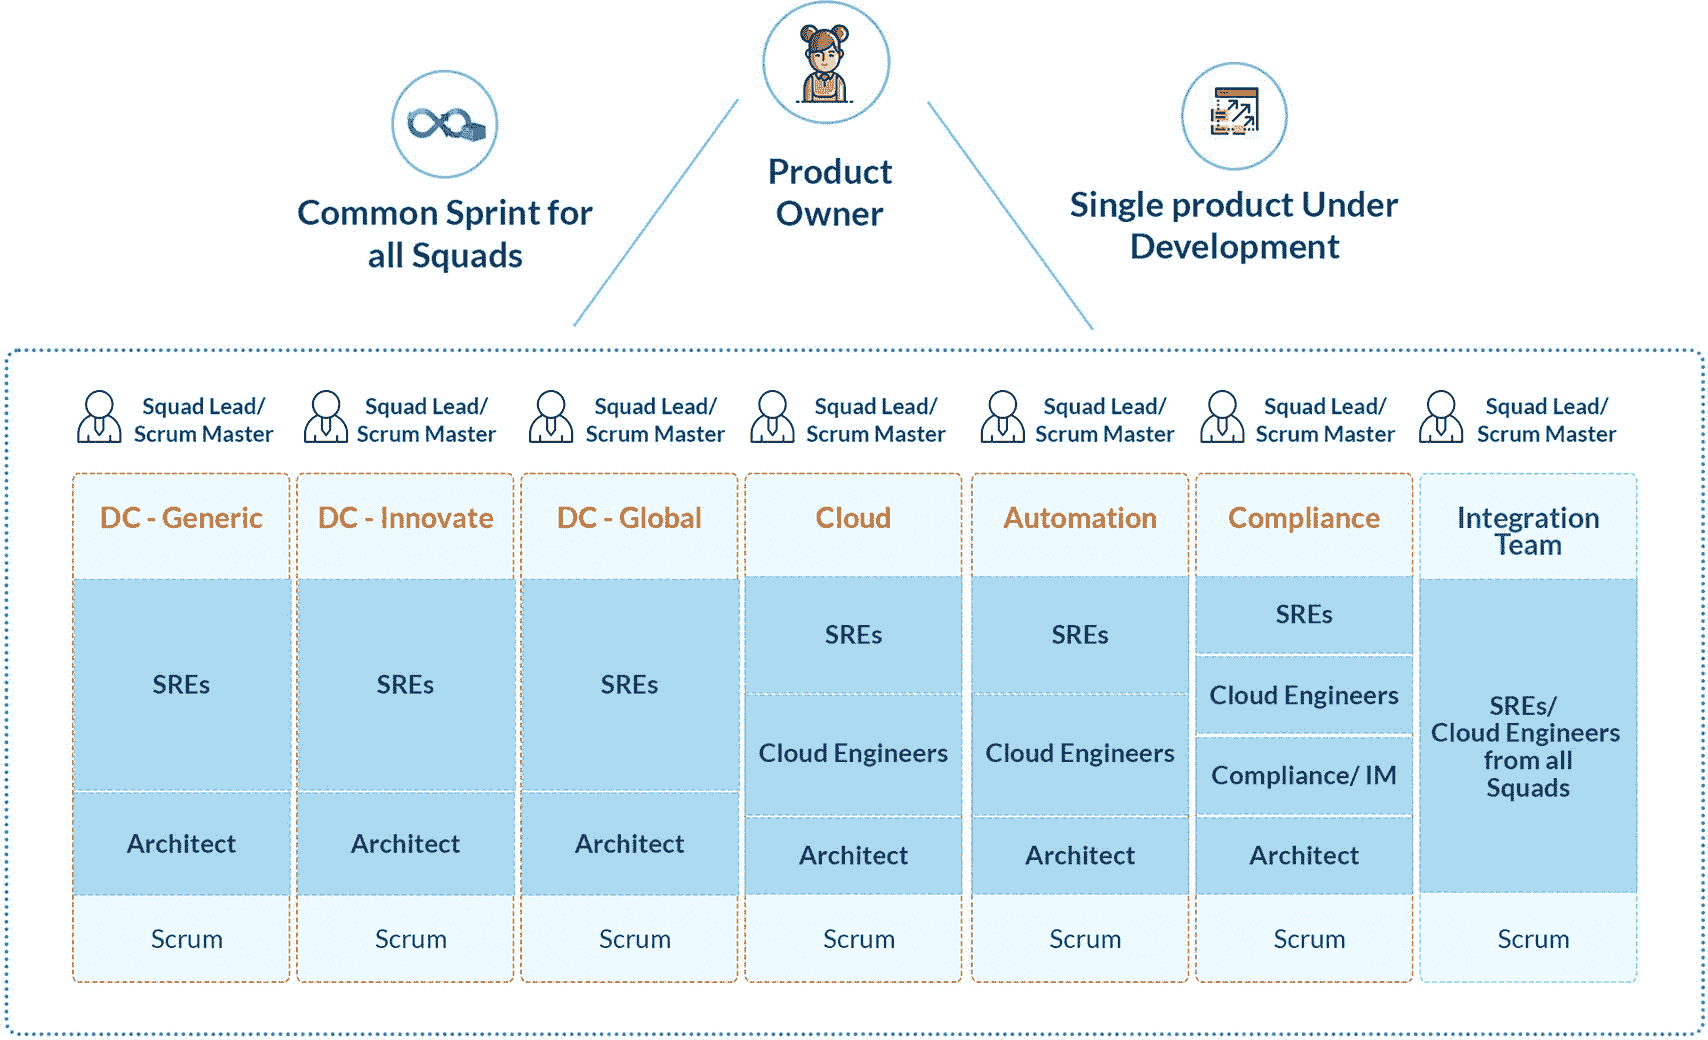 Product
Owner
Common Sprint for
all Squads
Single product Under
Development
Squad Lead/
Scrum Master
Squad Lead/
Scrum Master
Squad Lead/
Scrum Master
Squad Lead/
Scrum Master
Squad Lead/
Scrum Master
Squad Lead/
Scrum Master
Squad Lead/
Scrum Master
DC - Generic
SREs
Architect
Scrum
DC - Innovate
SREs
Architect
Scrum
DC - Global
SREs
Architect
Scrum
Cloud
SREs
Cloud Engineers
Architect
Scrum
Automation
SREs
Cloud Engineers
Architect
Scrum
Compliance
SREs
Cloud Engineers
Compliance/ IM
Architect
Scrum
Integration
Team
SREs/
Cloud Engineers
from all
Squads
Scrum